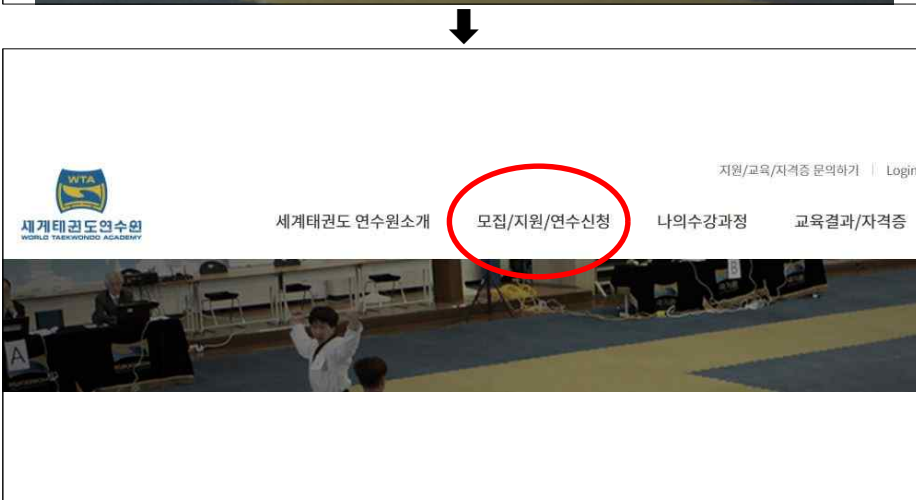 지원/교육/자격증 문의하기 | Login
WTA
세계태권도연수원
WORLD TAEKWONDO ACADEMY
세계태권도 연수원소개 모집/지원/연수신청 나의수강과정 교육결과/자격증
A
B